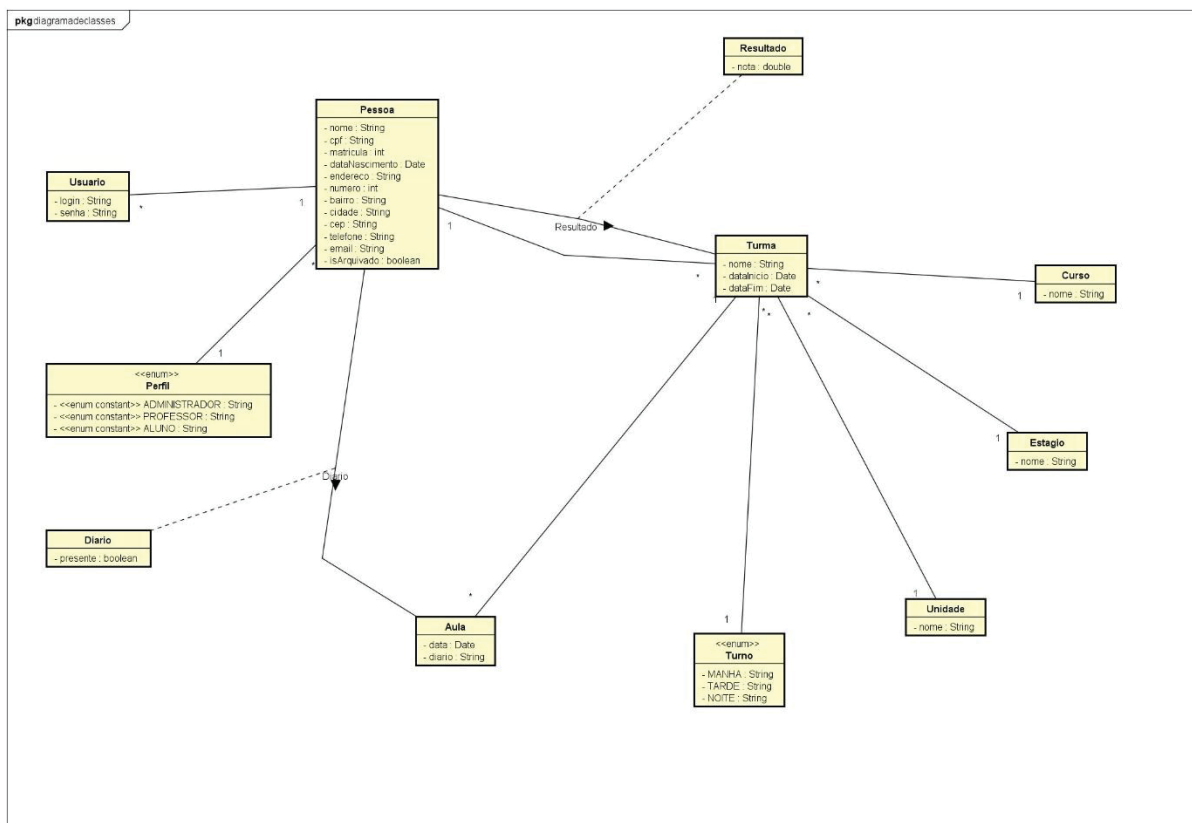 pkg diagramadeclasses
Resultado
- nota : double
Pessoa
- nome : String
- cpf : String
- matricula : int
- dataNascimento : Date
- endereco : String
- numero : int
- bairro : String
- cidade : String
- cep : String
- telefone : String
- email : String
- isArquivado : boolean
Usuario
- login : String
- senha : String
*
1
1
Resultado
Turma
- nome : String
- dataInicio : Date
- dataFim : Date
*
*
1
Curso
- nome : String
*
1
1
* *
*
<<enum>>
Perfil
- <<enum constant>> ADMINISTRADOR : String
- <<enum constant>> PROFESSOR : String
- <<enum constant>> ALUNO : String
1
Estagio
- nome : String
Diario
Diario
- presente : boolean
*
1
1
Unidade
- nome : String
Aula
- data : Date
- diario : String
<<enum>>
Turno
- MANHA : String
- TARDE : String
- NOITE : String